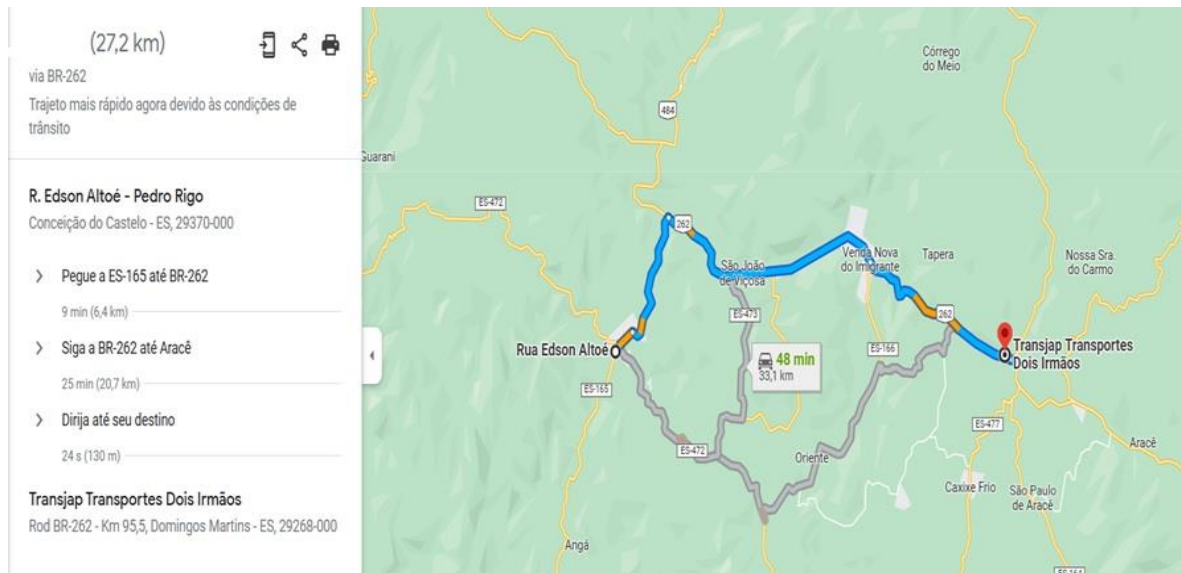 (27,2 km)
via BR-262
Trajeto mais rápido agora devido às condições de
trânsito
R. Edson Altoé - Pedro Rigo
Conceição do Castelo - ES, 29370-000
Pegue a ES-165 até BR-262
9 min (6,4 km)
Siga a BR-262 até Aracê
25 min (20,7 km)
Dirija até seu destino
24 s (130 m)
Transjap Transportes Dois Irmãos
Rod BR-262 - Km 95,5, Domingos Martins - ES, 29268-000
Córrego
do Meio
484
Guarani
ES-472
262
São João
de Viçosa
Venda Nova
do Imigrante
Tapera
Nossa Sra.
do Carmo
ES-473
262
Rua Edson Altoé
48 min
33,1 km
ES-166
Transjap Transportes
Dois Irmãos
ES-165
ES-472
Oriente
ES-477
Aracê
Caxixe Frio
São Paulo
de Aracê
Angá
ES-164